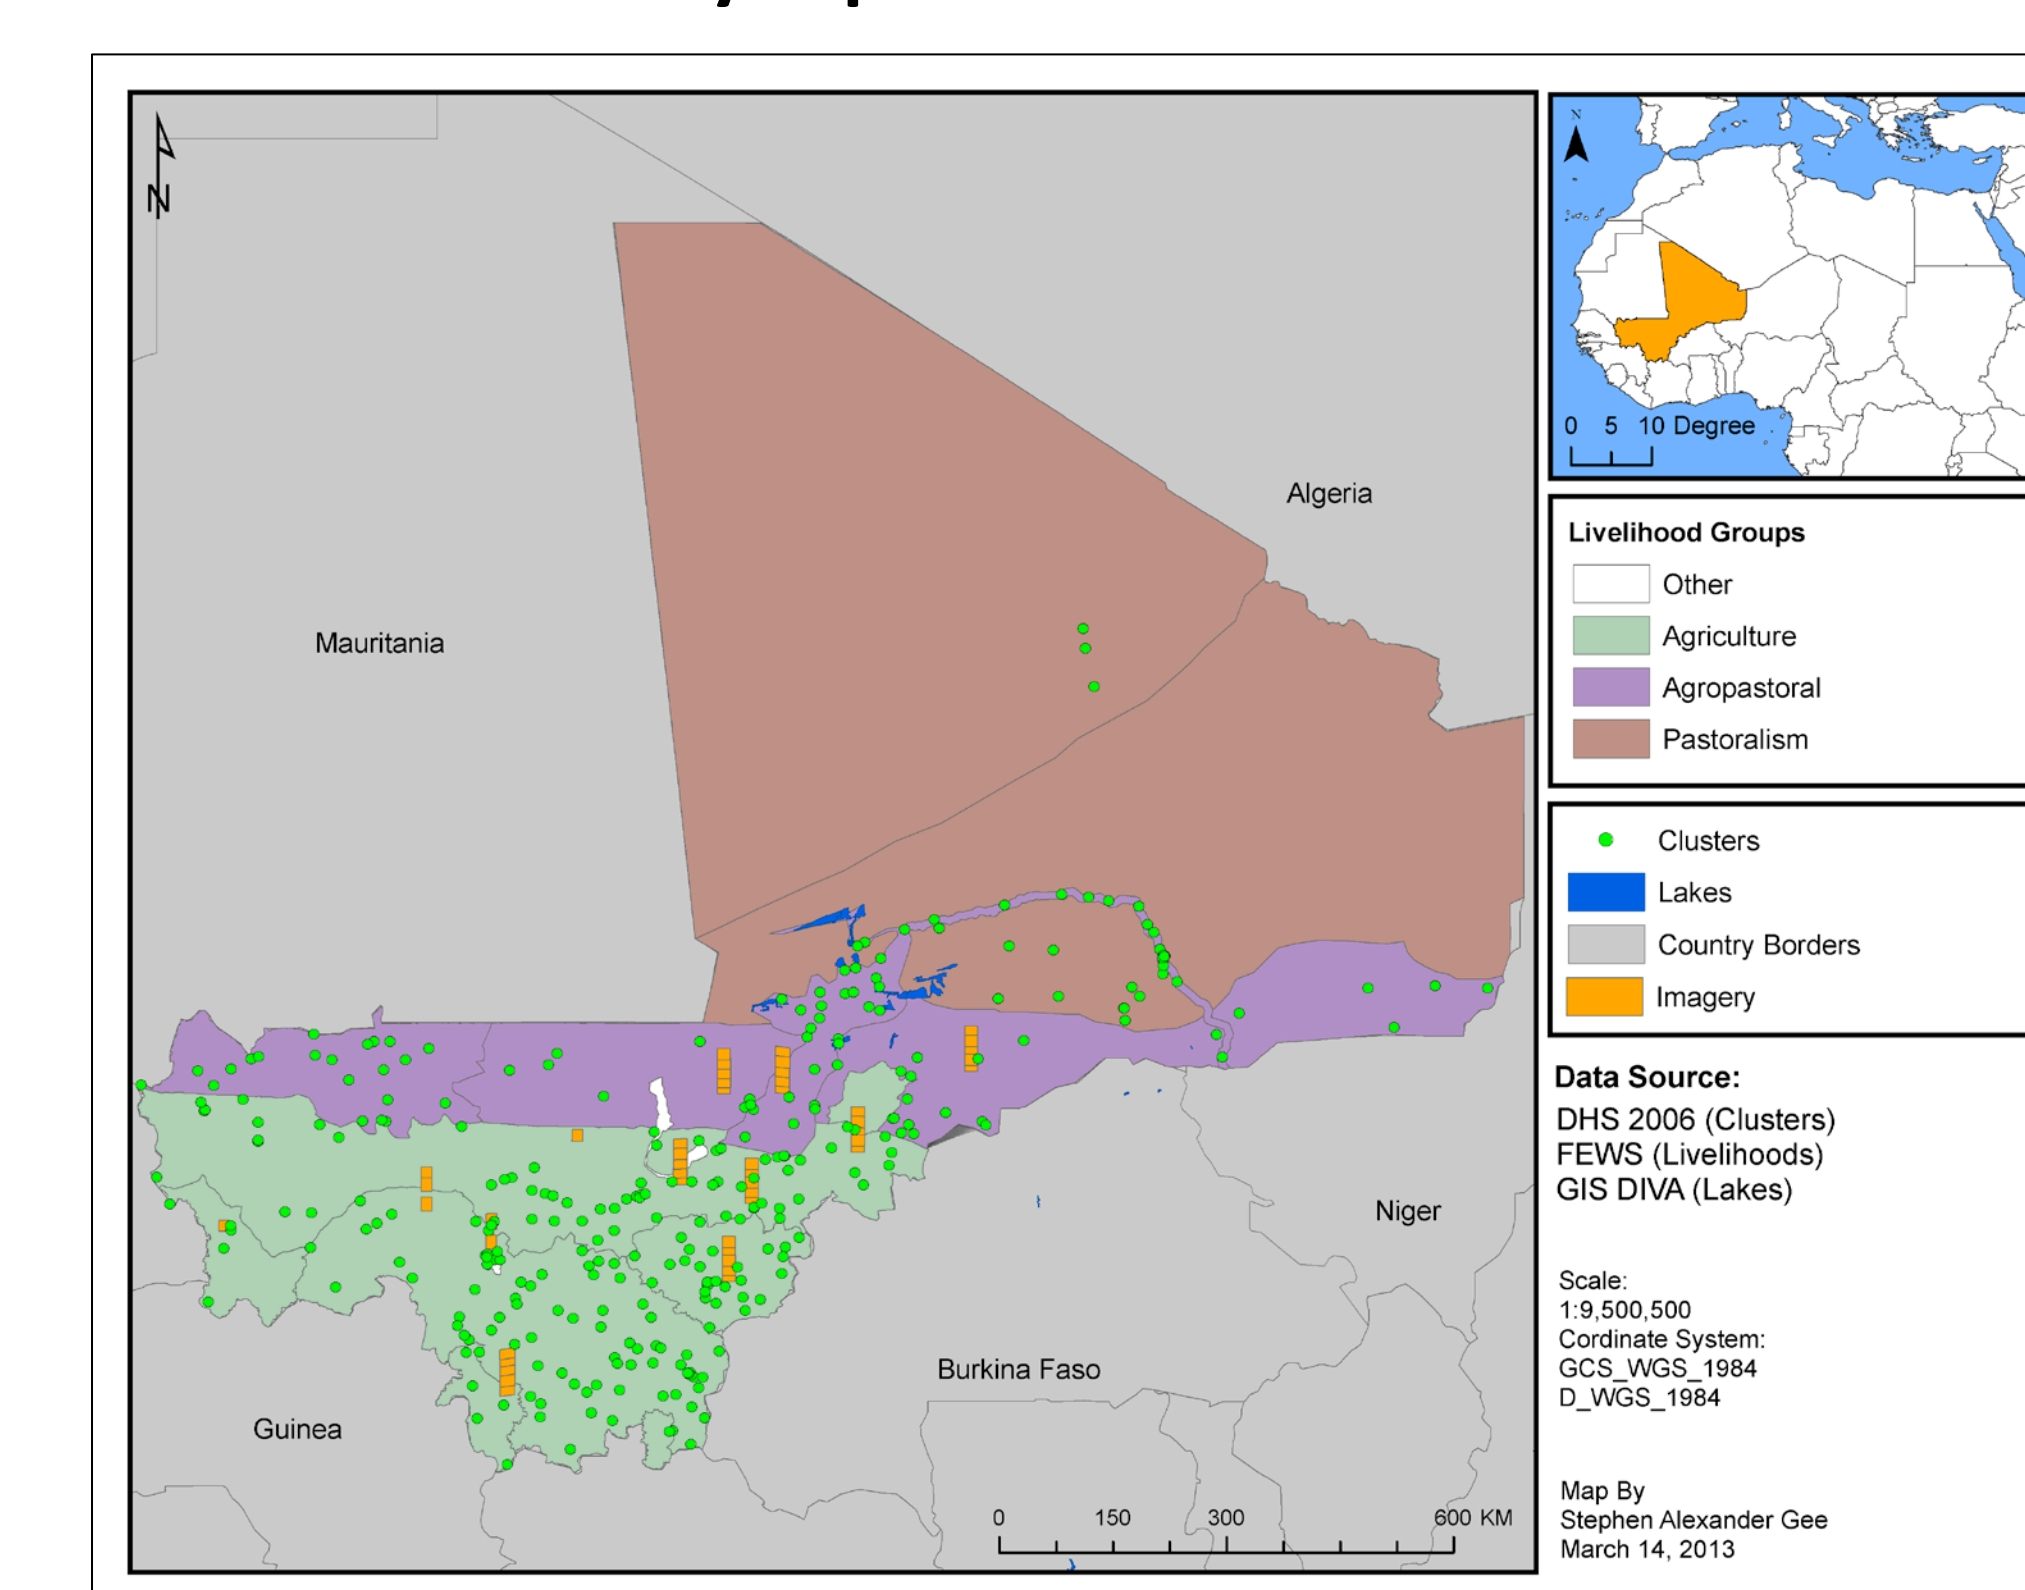 N
Mauritania
Algeria
Niger
Burkina Faso
Guinea
0 150 300 600 KM
N
0 5 10 Degree
Livelihood Groups
Other
Agriculture
Agropastoral
Pastoralism
Clusters
Lakes
Country Borders
Imagery
Data Source:
DHS 2006 (Clusters)
FEWS (Livelihoods)
GIS DIVA (Lakes)
Scale:
1:9,500,500
Cordinate System:
GCS_WGS_1984
D_WGS_1984
Map By
Stephen Alexander Gee
March 14, 2013